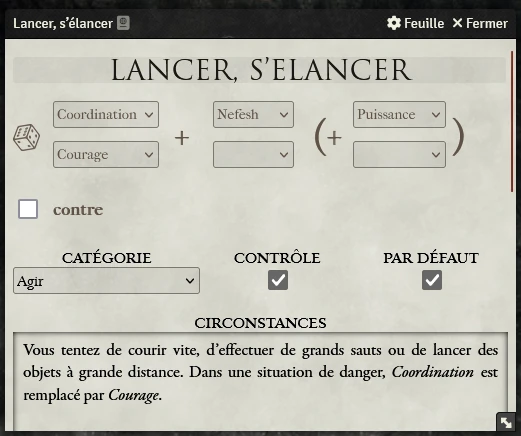 Lancer, s'élancer Feuille Fermer
LANCER, S'ELANCER
Coordination + Nefesh (+ Puissance )
Courage
contre
CATÉGORIE CONTRÔLE PAR DÉFAUT
Agir
CIRCONSTANCES
Vous tentez de courir vite, d'effectuer de grands sauts ou de lancer des
objets à grande distance. Dans une situation de danger, Coordination est
remplacé par Courage.